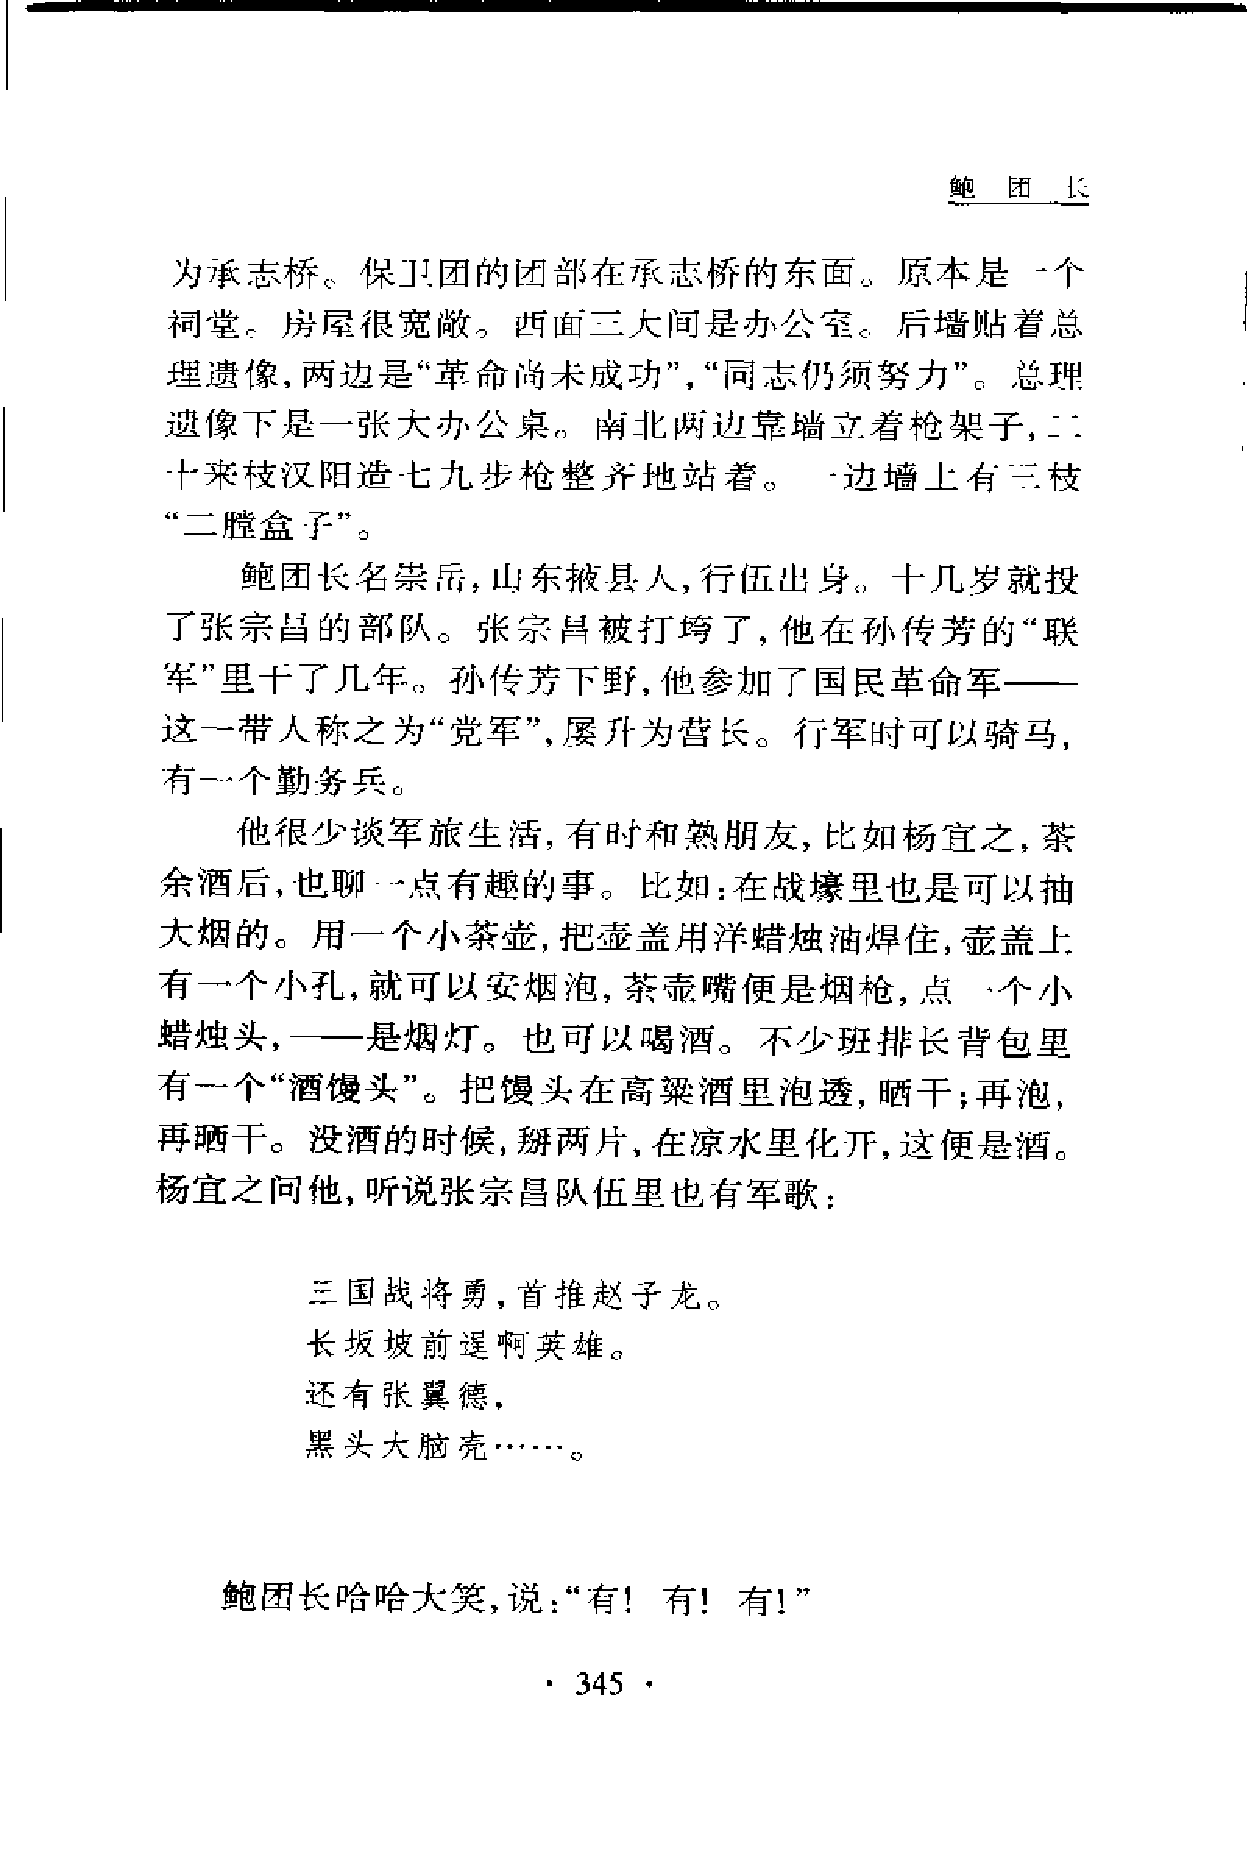 鲍团长
为承志桥。保卫团的团部在承志桥的东面。原本是一个
祠堂。房屋很宽敞。西面三大间是办公室。后墙贴着总
理遗像,两边是“革命尚未成功”,“同志仍须努力”。总理
遗像下是一张大办公桌。南北两边靠墙立着枪架子,二
十来枝汉阳造七九步枪整齐地站着。一边墙上有三枝
“二膛盒子”。
鲍团长名崇岳,山东掖县人,行伍出身。十几岁就投
了张宗昌的部队。张宗昌被打垮了,他在孙传芳的“联
军”里干了几年。孙传芳下野,他参加了国民革命军——
这一带人称之为“党军”,屡升为营长。行军时可以骑马,
有一个勤务兵。
他很少谈军旅生活,有时和熟朋友,比如杨宜之,茶
余酒后,也聊一点有趣的事。比如:在战壕里也是可以抽
大烟的。用一个小茶壶,把壶盖用洋蜡烛油焊住,壶盖上
有一个小孔,就可以安烟泡,茶壶嘴便是烟枪,点一个小
蜡烛头,——是烟灯。也可以喝酒。不少班排长背包里
有一个“酒馒头”。把馒头在高粱酒里泡透,晒干;再泡,
再晒干。没酒的时候,掰两片,在凉水里化开,这便是酒。
杨宜之问他,听说张宗昌队伍里也有军歌:
三国战将勇,首推赵子龙。
长坂坡前逞啊英雄。
还有张翼德,
黑头大脑壳……。
鲍团长哈哈大笑,说:“有!有!有!”
·345·